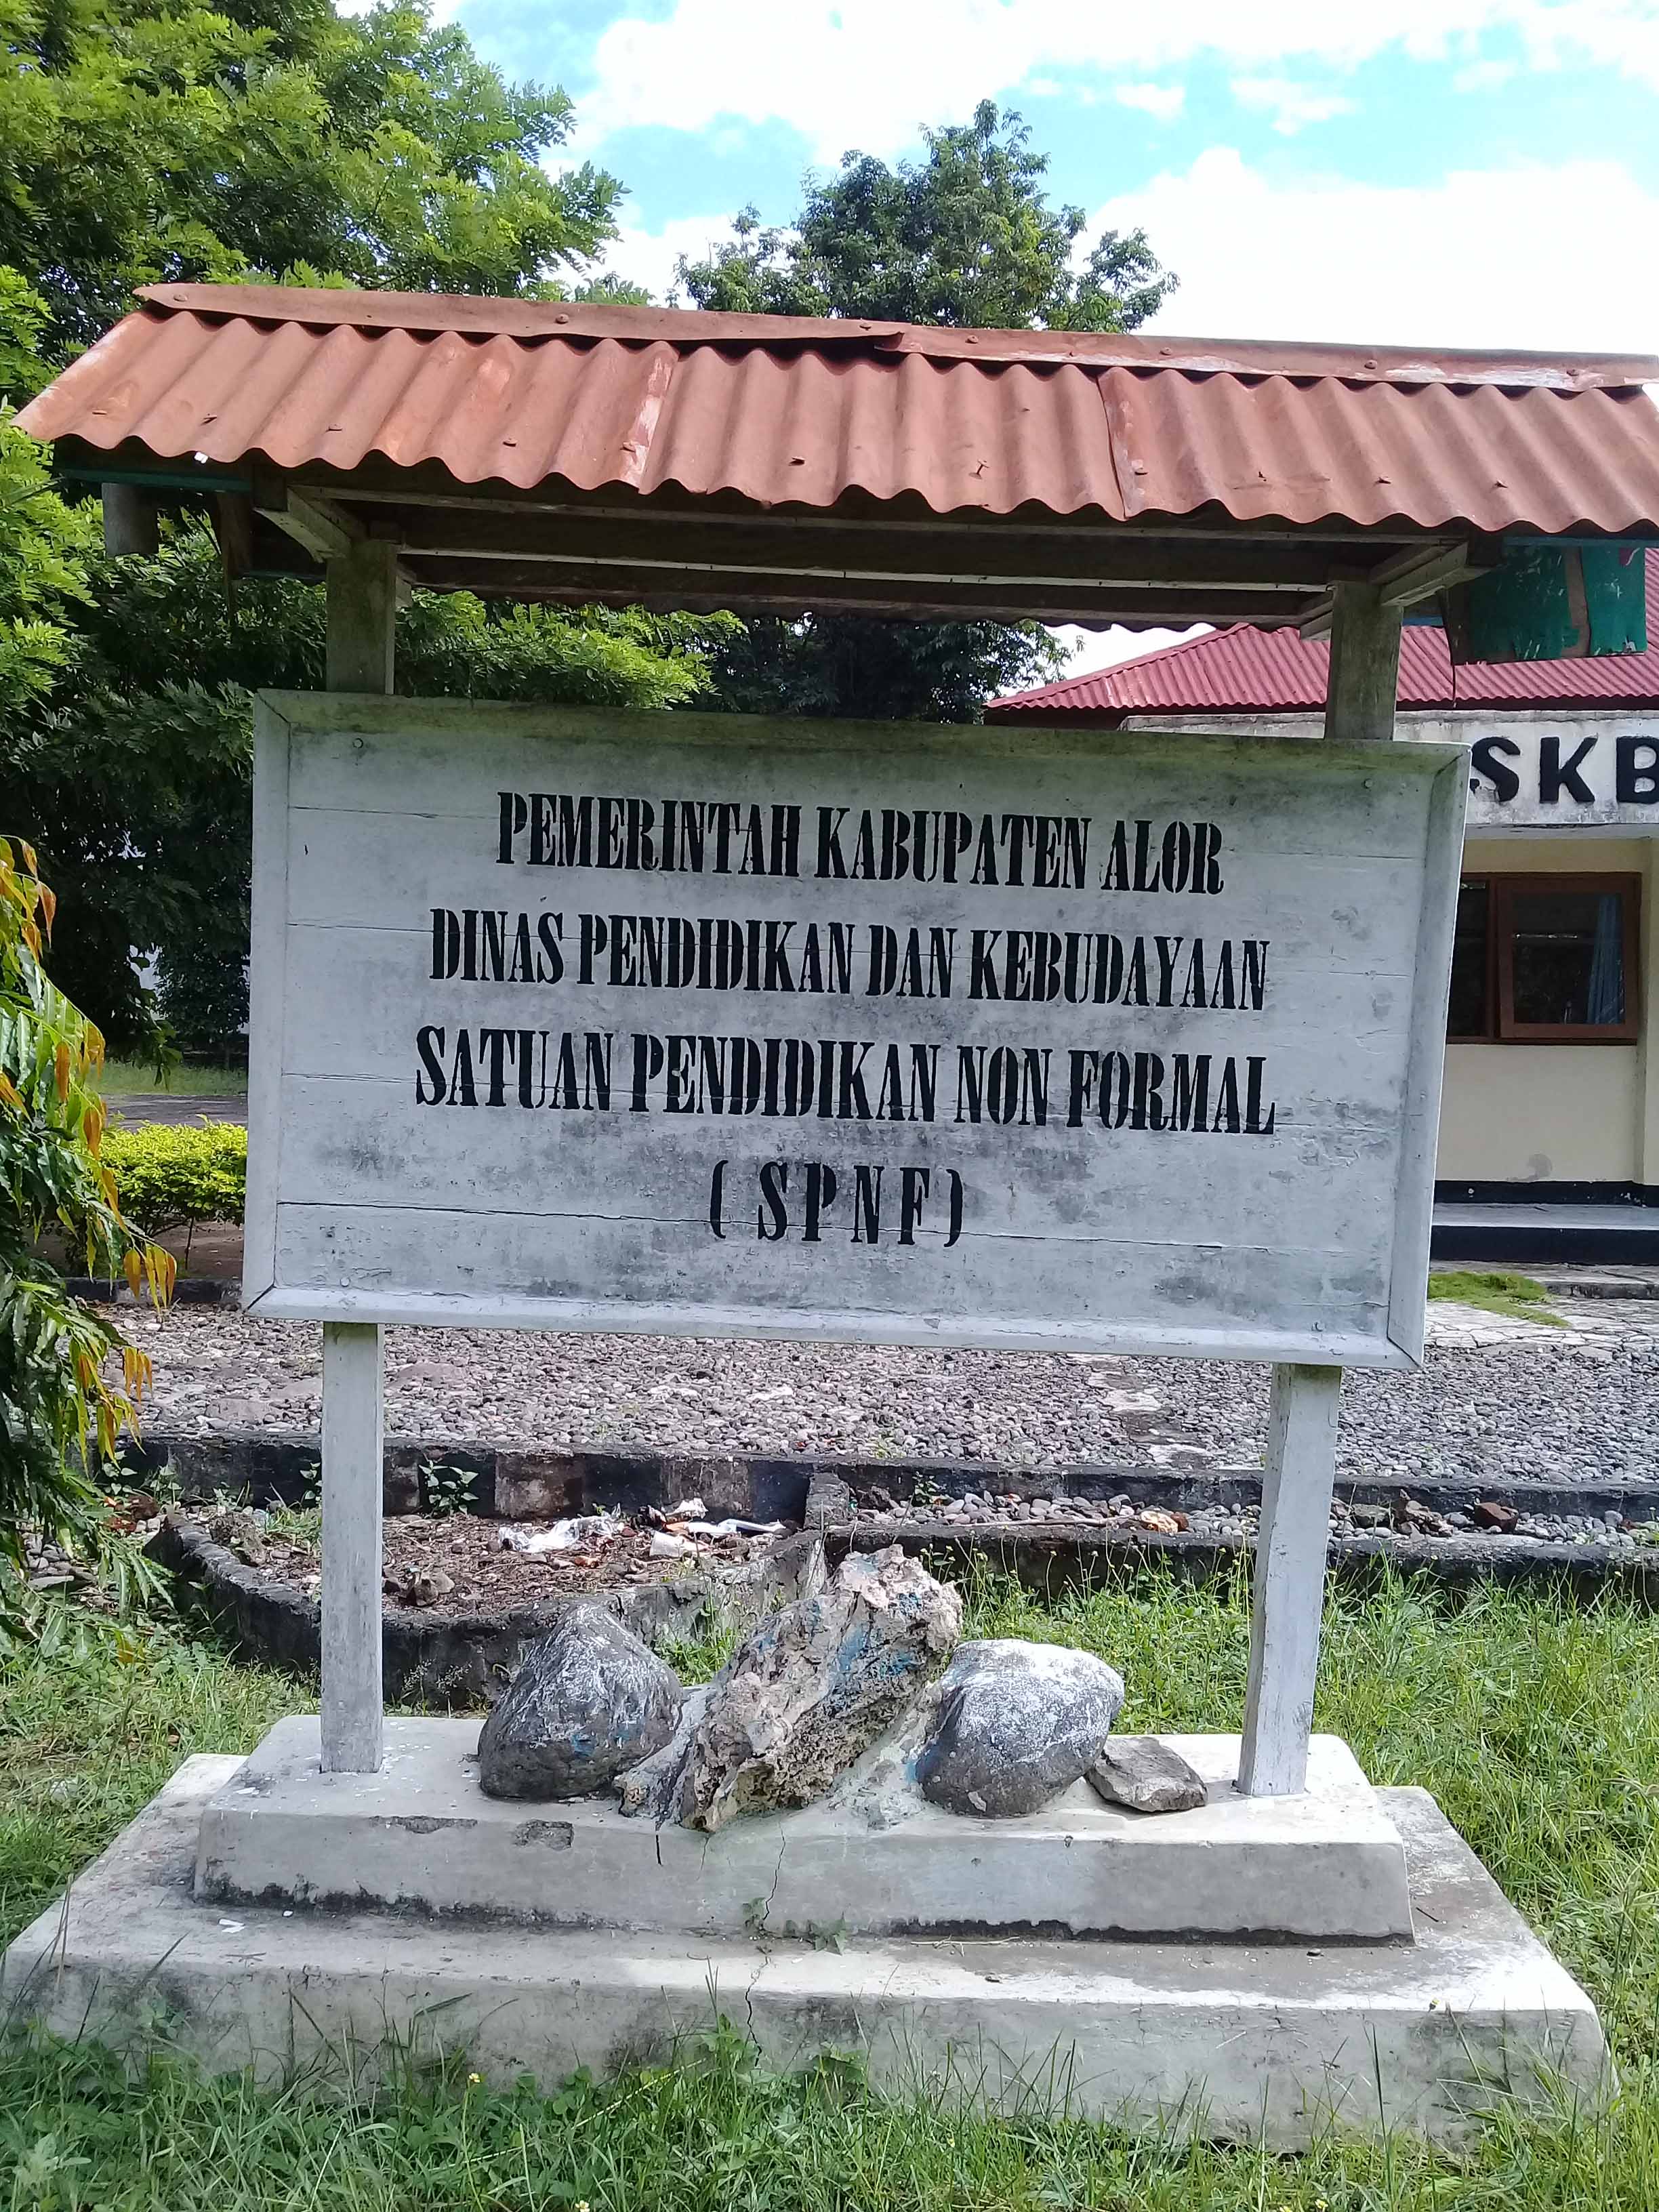 PEMERINTAH KABUPATEN ALOR
DINAS PENDIDIKAN DAN KEBUDAYAAN
SATUAN PENDIDIKAN NON FORMAL
( SPNF )
SKB